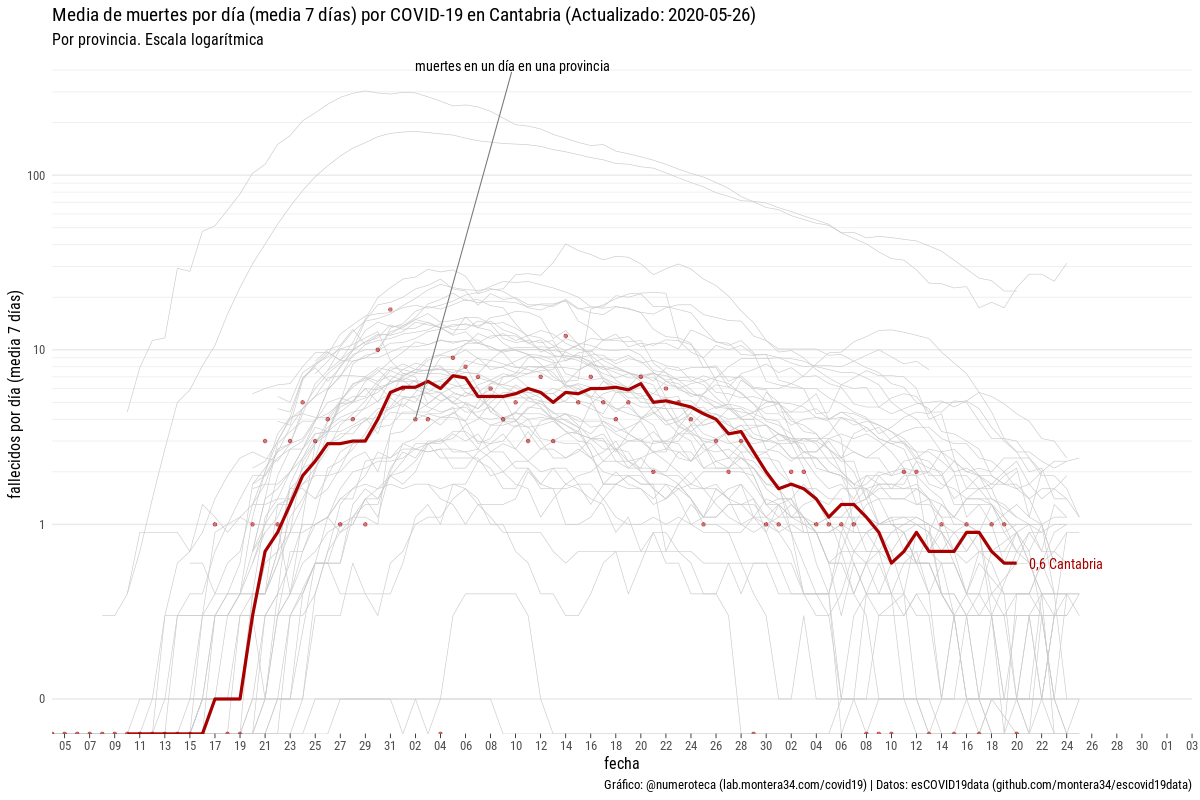 Media de muertes por día (media 7 días) por COVID-19 en Cantabria (Actualizado: 2020-05-26)
Por provincia. Escala logarítmica
muertes en un día en una provincia
fallecidos por día (media 7 días)
100
10
1
0
0,6 Cantabria
05 07 09 11 13 15 17 19 21 23 25 27 29 31 02 04 06 08 10 12 14 16 18 20 22 24 26 28 30 02 04 06 08 10 12 14 16 18 20 22 24 26 28 30 01 03
fecha
Gráfico: @numeroteca (lab.montera34.com/covid19) | Datos: esCOVID19data (github.com/montera34/escovid19data)